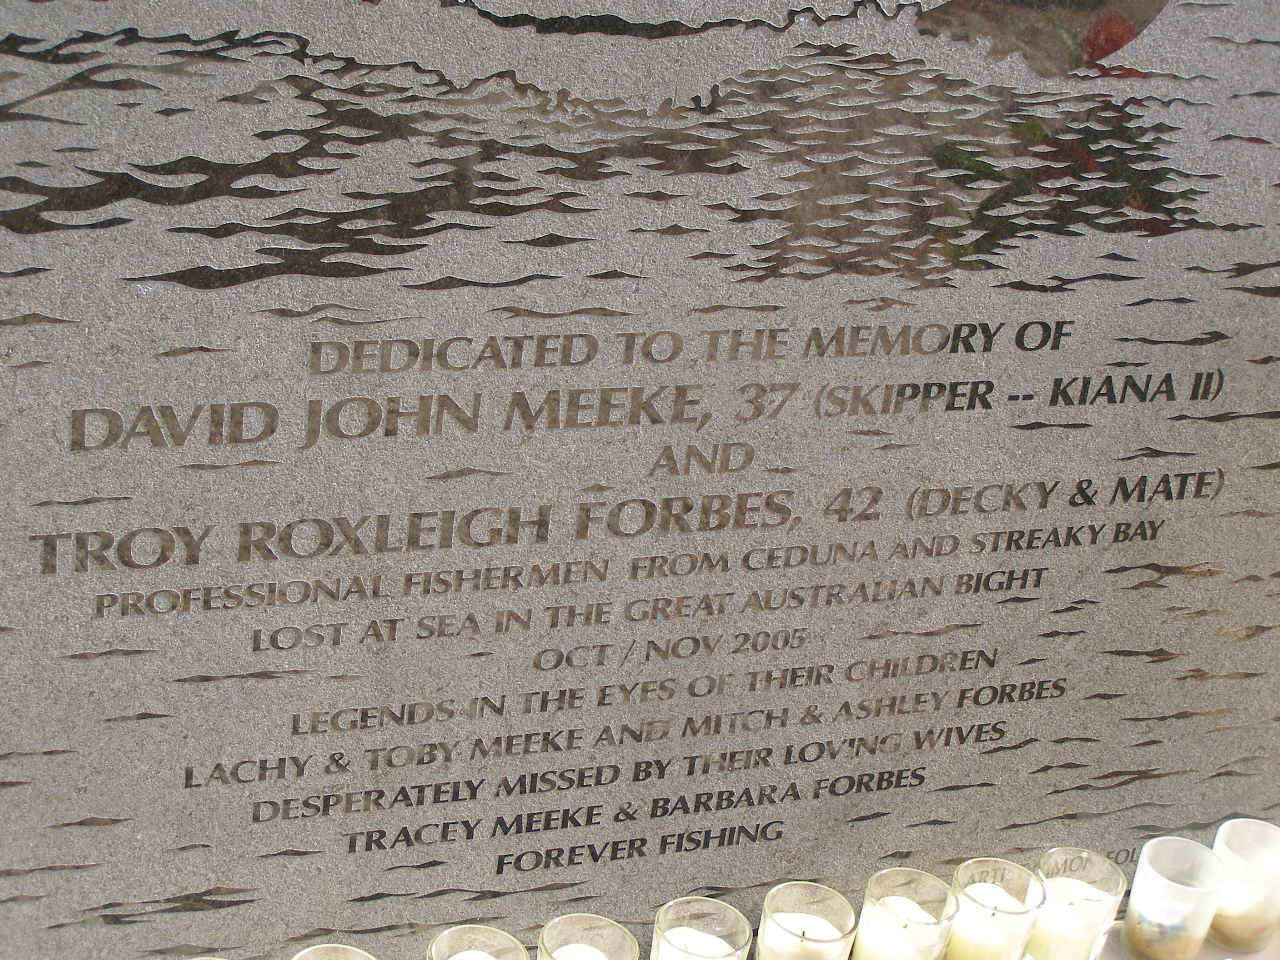 DEDICATED TO THE MEMORY OF
DAVID JOHN MEEKE, 37 (SKIPPER -- KIANA II)
AND
TROY ROXLEIGH FORBES, 42 (DECKY & MATE)
PROFESSIONAL FISHERMEN FROM CEDUNA AND STREAKY BAY
LOST AT SEA IN THE GREAT AUSTRALIAN BIGHT
OCT / NOV 2005
LEGENDS IN THE EYES OF THEIR CHILDREN
LACHY & TOBY MEEKE AND MITCH & ASHLEY FORBES
DESPERATELY MISSED BY THEIR LOVING WIVES
TRACEY MEEKE & BARBARA FORBES
FOREVER FISHING